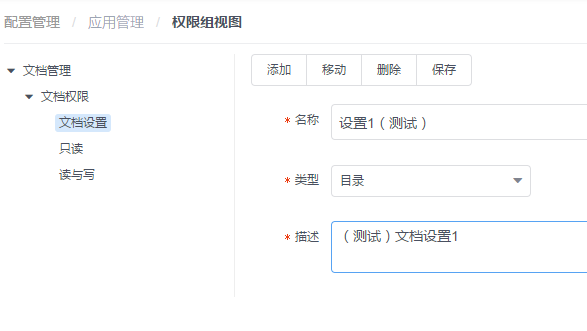 配置管理 / 应用管理 / 权限组视图
文档管理
文档权限
文档设置
只读
读与写
添加 移动 删除 保存
* 名称 设置1（测试）
* 类型 目录
* 描述 （测试）文档设置1